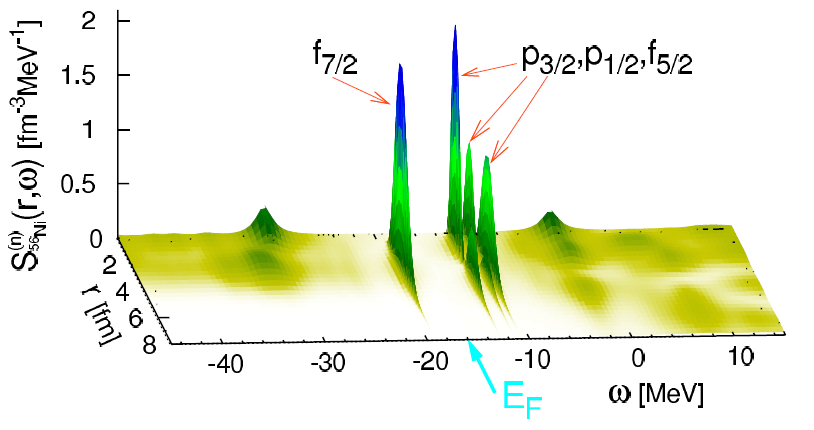 S⁽ⁿ⁾₅₆Ni(r,ω) [fm⁻³MeV⁻¹]
2
1.5
1
0.5
0
f7/2
p3/2,p1/2,f5/2
2
4
6
8
r [fm]
-40
-30
-20
-10
0
10
ω [MeV]
EF